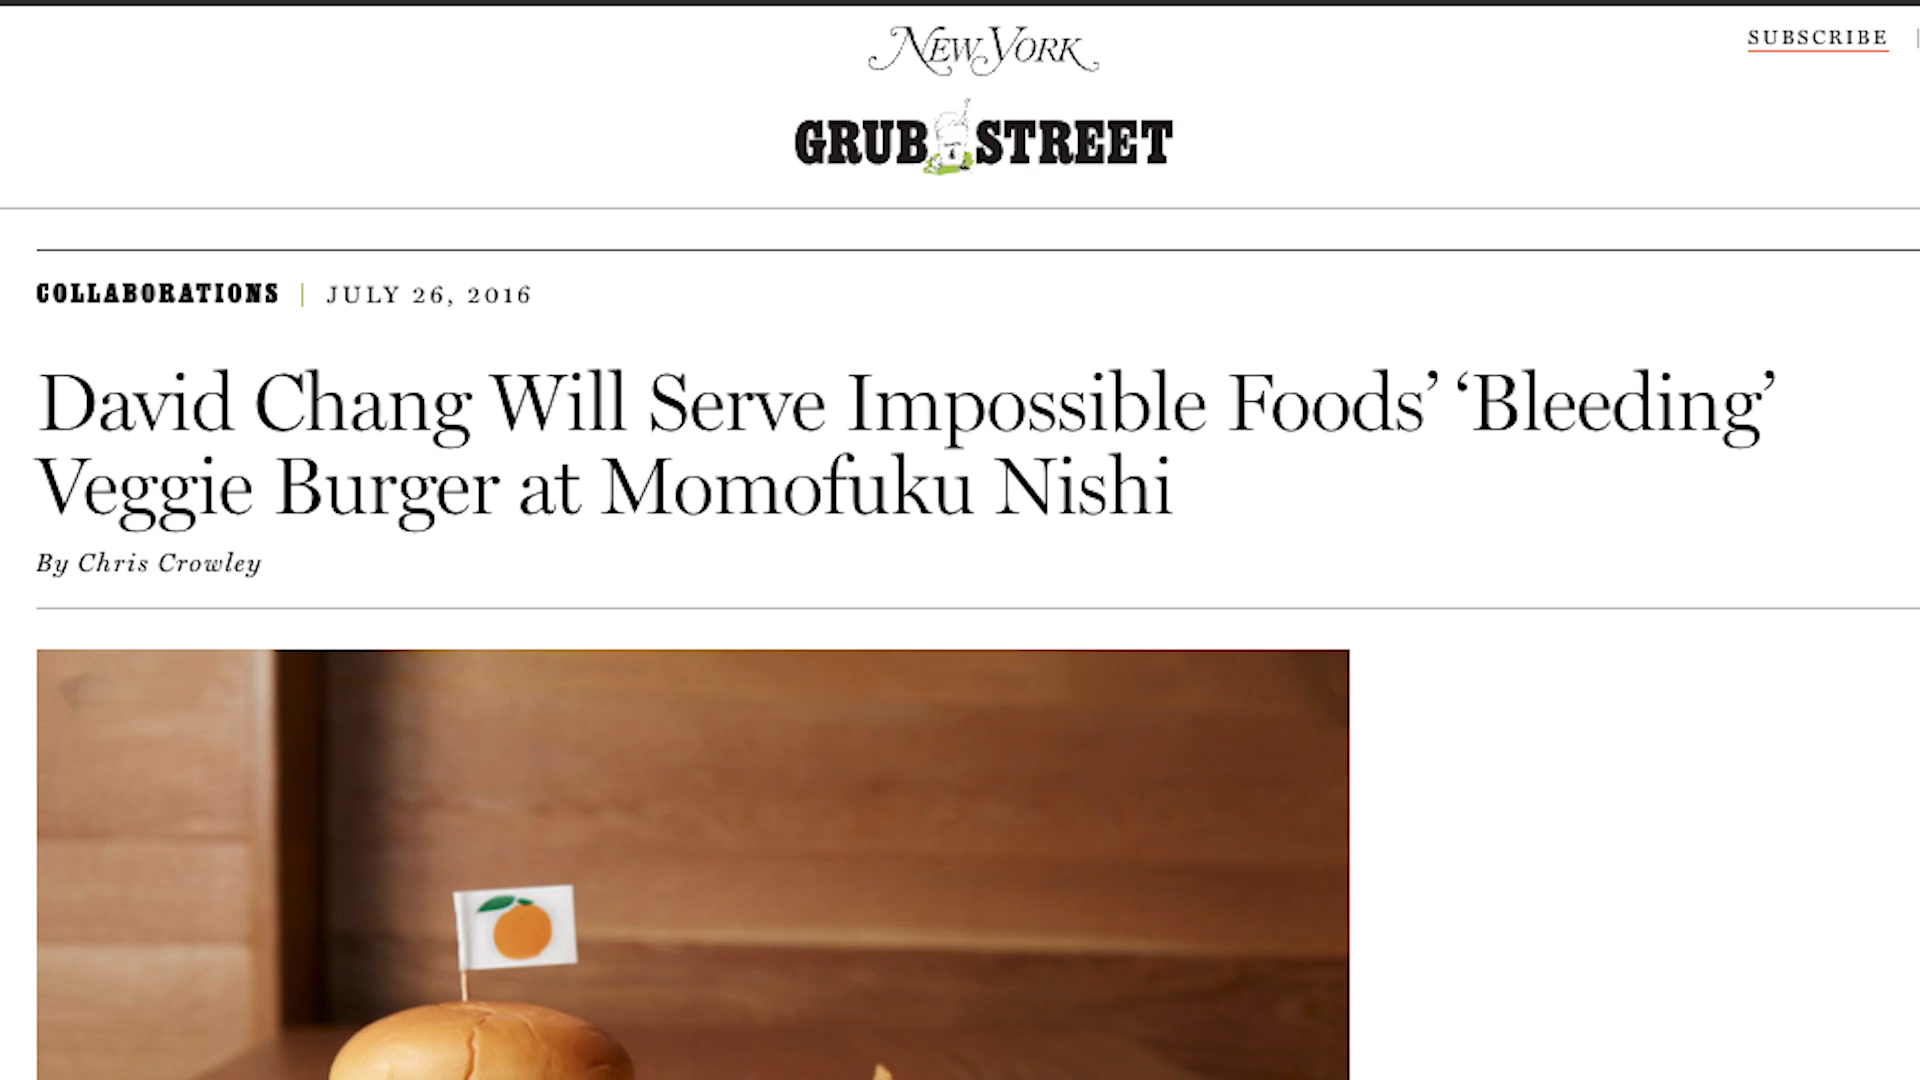 NEW YORK
SUBSCRIBE
GRUB STREET
COLLABORATIONS | JULY 26, 2016
David Chang Will Serve Impossible Foods’ ‘Bleeding’
Veggie Burger at Momofuku Nishi
By Chris Crowley